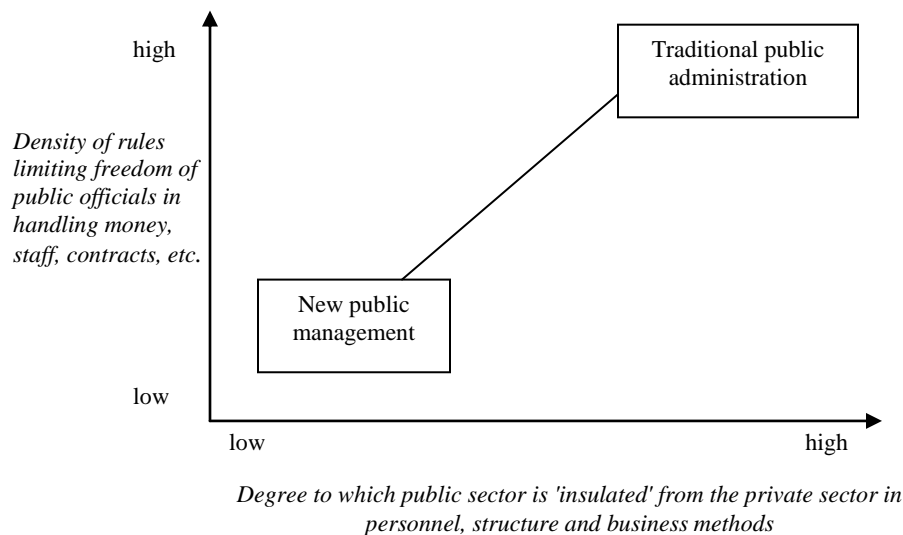 high
Traditional public
administration
Density of rules
limiting freedom of
public officials in
handling money,
staff, contracts, etc.
New public
management
low
low
high
Degree to which public sector is 'insulated' from the private sector in
personnel, structure and business methods